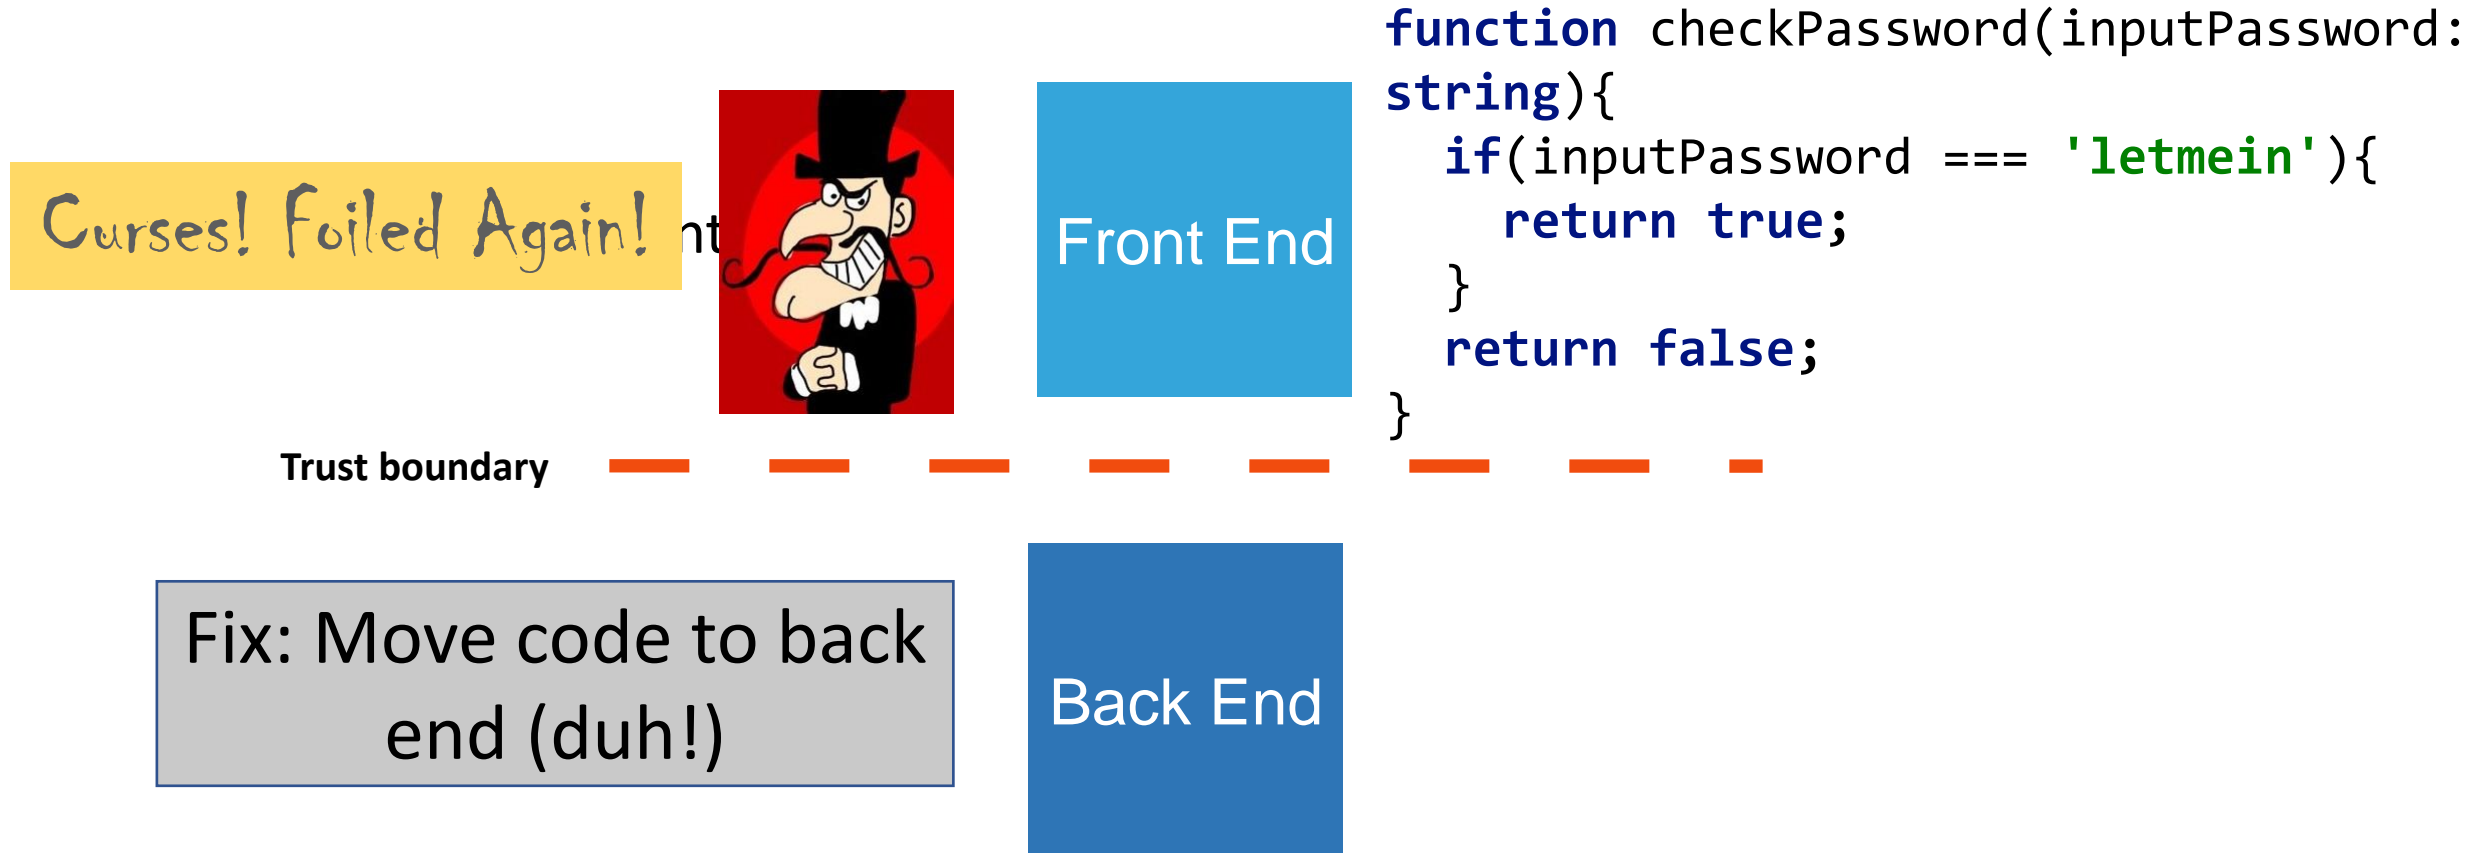 function checkPassword(inputPassword:
string){
if(inputPassword === 'letmein'){
return true;
}
return false;
}
Curses! Foiled Again!
nt
Front End
Trust boundary
Fix: Move code to back
end (duh!)
Back End